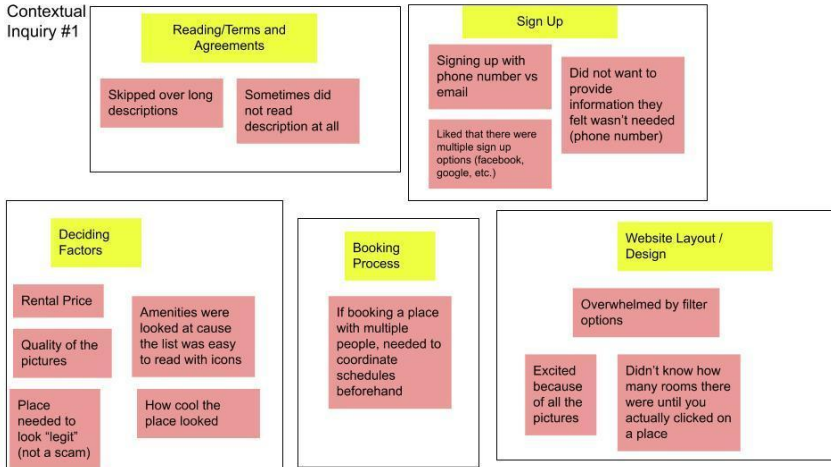 Contextual
Inquiry #1
Reading/Terms and
Agreements
Skipped over long
descriptions
Sometimes did
not read
description at all
Sign Up
Signing up with
phone number vs
email
Liked that there were
multiple sign up
options (facebook,
google, etc.)
Did not want to
provide
information they
felt wasn't needed
(phone number)
Deciding
Factors
Rental Price
Quality of the
pictures
Place
needed to
look "legit"
(not a scam)
Amenities were
looked at cause
the list was easy
to read with icons
How cool the
place looked
Booking
Process
If booking a place
with multiple
people, needed to
coordinate
schedules
beforehand
Website Layout /
Design
Overwhelmed by filter
options
Excited
because of
all the
pictures
Didn't know how
many rooms there
were until you
actually clicked on
a place